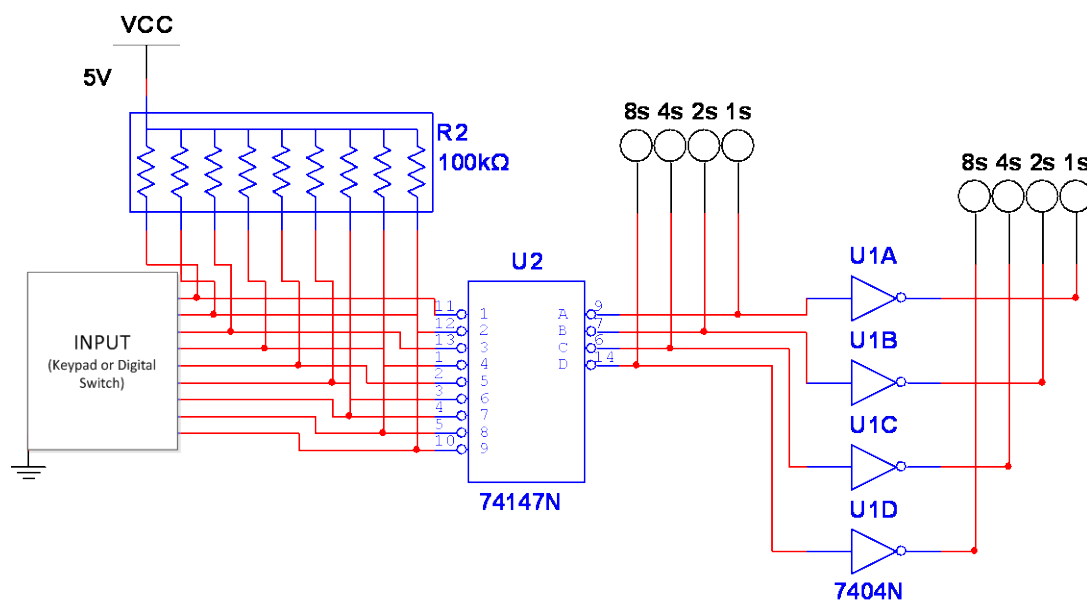 VCC
5V
R2
100kΩ
8s 4s 2s 1s
8s 4s 2s 1s
INPUT
(Keypad or Digital
Switch)
U2
11 1
12 2
13 3
1 4
2 5
3 6
4 7
5 8
10 9
A 9
B 7
C 6
D 14
74147N
U1A
U1B
U1C
U1D
7404N